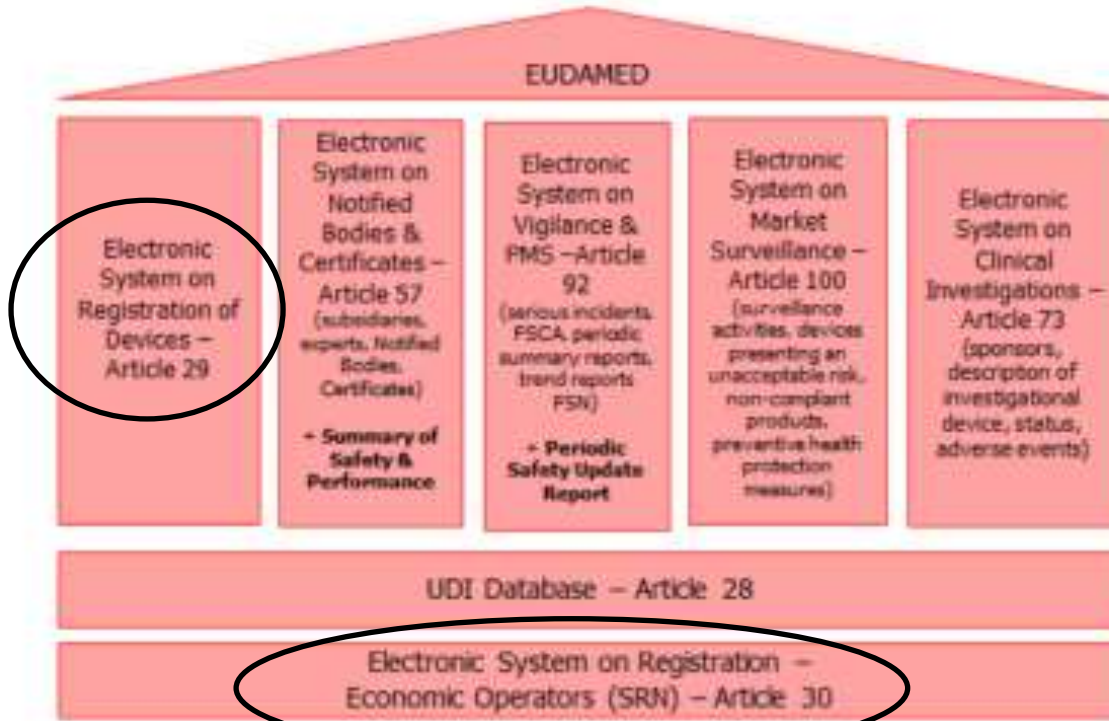 EUDAMED
Electronic
System on
Registration of
Devices –
Article 29
Electronic
System on
Notified
Bodies &
Certificates –
Article 57
(subsidiaries,
experts, Notified
Bodies,
Certificates)
+ Summary of
Safety &
Performance
Electronic
System on
Vigilance &
PMS –Article
92
(serious incidents,
FSCA, periodic
summary reports,
trend reports
FSN)
+ Periodic
Safety Update
Report
Electronic
System on
Market
Surveillance –
Article 100
(surveillance
activities, devices
presenting an
unacceptable risk,
non-compliant
products,
preventive health
protection
measures)
Electronic
System on
Clinical
Investigations –
Article 73
(sponsors,
description of
investigational
device, status,
adverse events)
UDI Database – Article 28
Electronic System on Registration –
Economic Operators (SRN) – Article 30